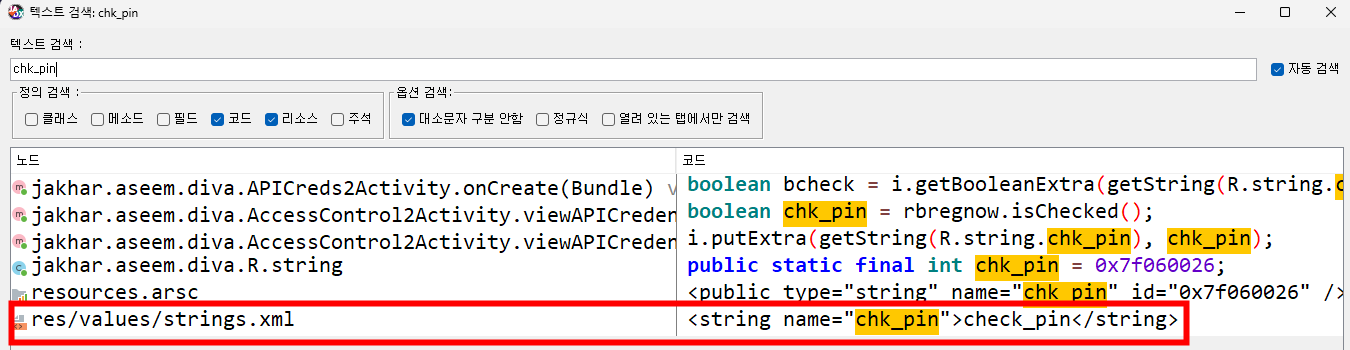 텍스트 검색: chk_pin
텍스트 검색 :
chk_pin
자동 검색
정의 검색 : 옵션 검색:
클래스 메소드 필드 코드 리소스 주석 대소문자 구분 안함 정규식 열려 있는 탭에서만 검색
노드 코드
jakhar.aseem.diva.APICreds2Activity.onCreate(Bundle) v boolean bcheck = i.getBooleanExtra(getString(R.string.c
jakhar.aseem.diva.AccessControl2Activity.viewAPICreden boolean chk_pin = rbregnow.isChecked();
jakhar.aseem.diva.AccessControl2Activity.viewAPICreden i.putExtra(getString(R.string.chk_pin), chk_pin);
jakhar.aseem.diva.R.string public static final int chk_pin = 0x7f060026;
resources.arsc <public type="string" name="chk_pin" id="0x7f060026" />
res/values/strings.xml <string name="chk_pin">check_pin</string>